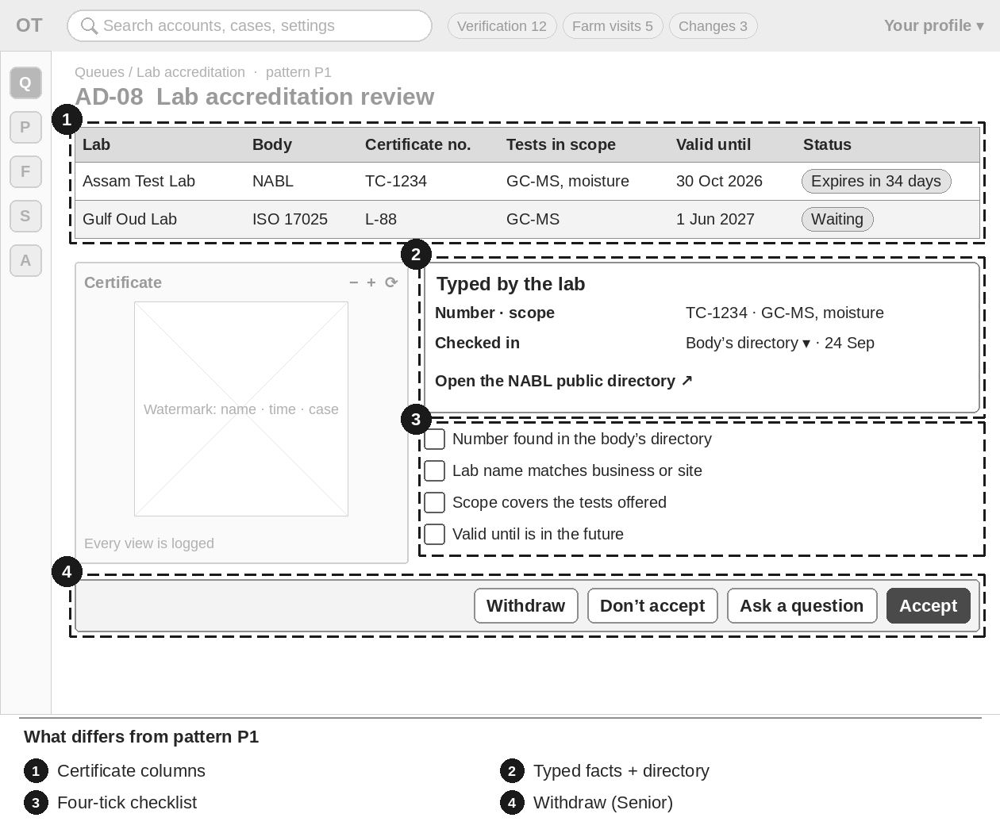 OT
Search accounts, cases, settings
Verification 12
Farm visits 5
Changes 3
Your profile ▾
Q
P
F
S
A
Queues / Lab accreditation · pattern P1
AD-08 Lab accreditation review
1
Lab Body Certificate no. Tests in scope Valid until Status
Assam Test Lab NABL TC-1234 GC-MS, moisture 30 Oct 2026 Expires in 34 days
Gulf Oud Lab ISO 17025 L-88 GC-MS 1 Jun 2027 Waiting
Certificate − + ⟳
Watermark: name · time · case
Every view is logged
2
Typed by the lab
Number · scope TC-1234 · GC-MS, moisture
Checked in Body’s directory ▾ · 24 Sep
Open the NABL public directory ↗
3
Number found in the body’s directory
Lab name matches business or site
Scope covers the tests offered
Valid until is in the future
4
Withdraw
Don’t accept
Ask a question
Accept
What differs from pattern P1
1 Certificate columns
2 Typed facts + directory
3 Four-tick checklist
4 Withdraw (Senior)